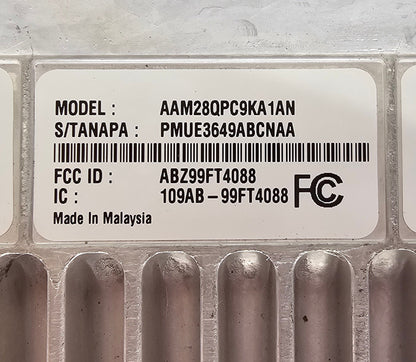 MODEL : AAM28QPC9KA1AN
S/TANAPA : PMUE3649ABCNAA
FCC ID : ABZ99FT4088
IC : 109AB-99FT4088 FC
Made In Malaysia